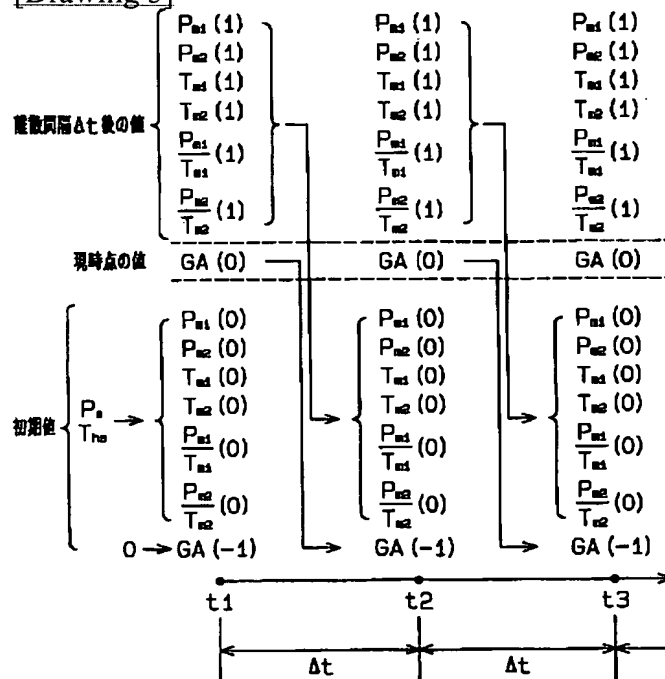 [Drawing 5]
Pm1 (1) Pm1 (1) Pm1 (1)
Pm2 (1) Pm2 (1) Pm2 (1)
Tm1 (1) Tm1 (1) Tm1 (1)
Tm2 (1) Tm2 (1) Tm2 (1)
離散間隔Δt後の値
Pm1/Tm1 (1) Pm1/Tm1 (1) Pm1/Tm1 (1)
Pm2/Tm2 (1) Pm2/Tm2 (1) Pm2/Tm2 (1)
現時点の値 GA (0) GA (0) GA (0)
Pm1 (0) Pm1 (0) Pm1 (0)
Pm2 (0) Pm2 (0) Pm2 (0)
Tm1 (0) Tm1 (0) Tm1 (0)
Tm2 (0) Tm2 (0) Tm2 (0)
初期値 Pa
Tha
Pm1/Tm1 (0) Pm1/Tm1 (0) Pm1/Tm1 (0)
Pm2/Tm2 (0) Pm2/Tm2 (0) Pm2/Tm2 (0)
0 → GA (-1) GA (-1) GA (-1)
t1 t2 t3
Δt Δt